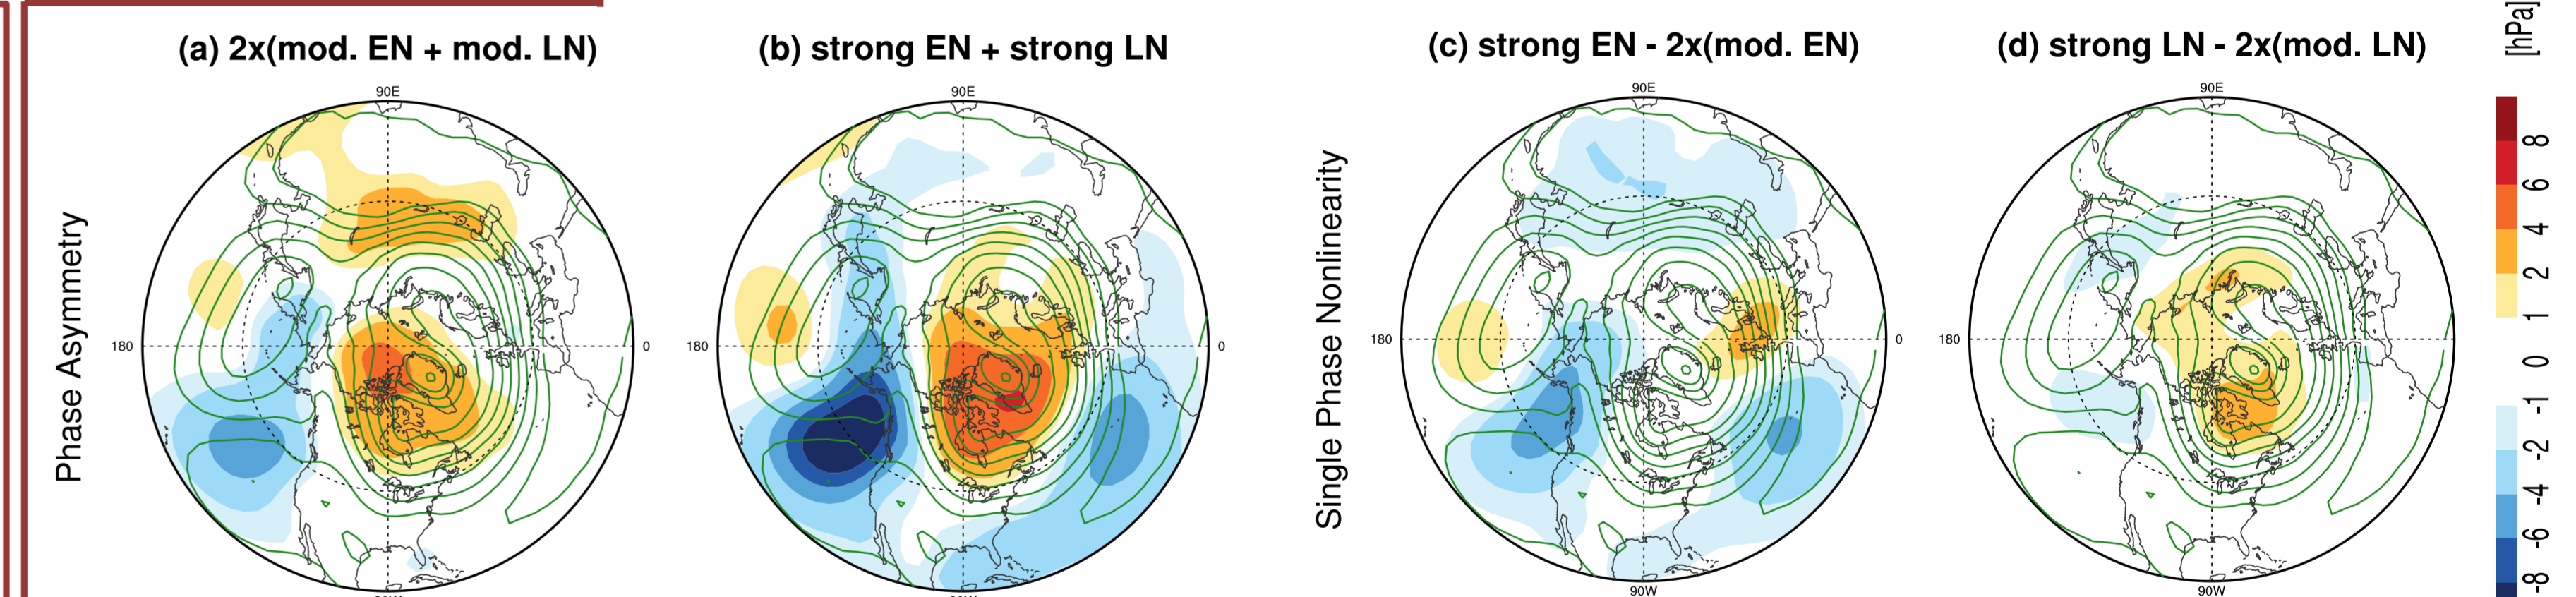 (a) 2x(mod. EN + mod. LN)
(b) strong EN + strong LN
(c) strong EN - 2x(mod. EN)
(d) strong LN - 2x(mod. LN)
[hPa]
Phase Asymmetry
90E
180
0
90E
180
0
Single Phase Nonlinearity
90E
180
0
90W
90E
180
0
90W
8
6
4
2
1
0
-1
-2
-4
-6
-8